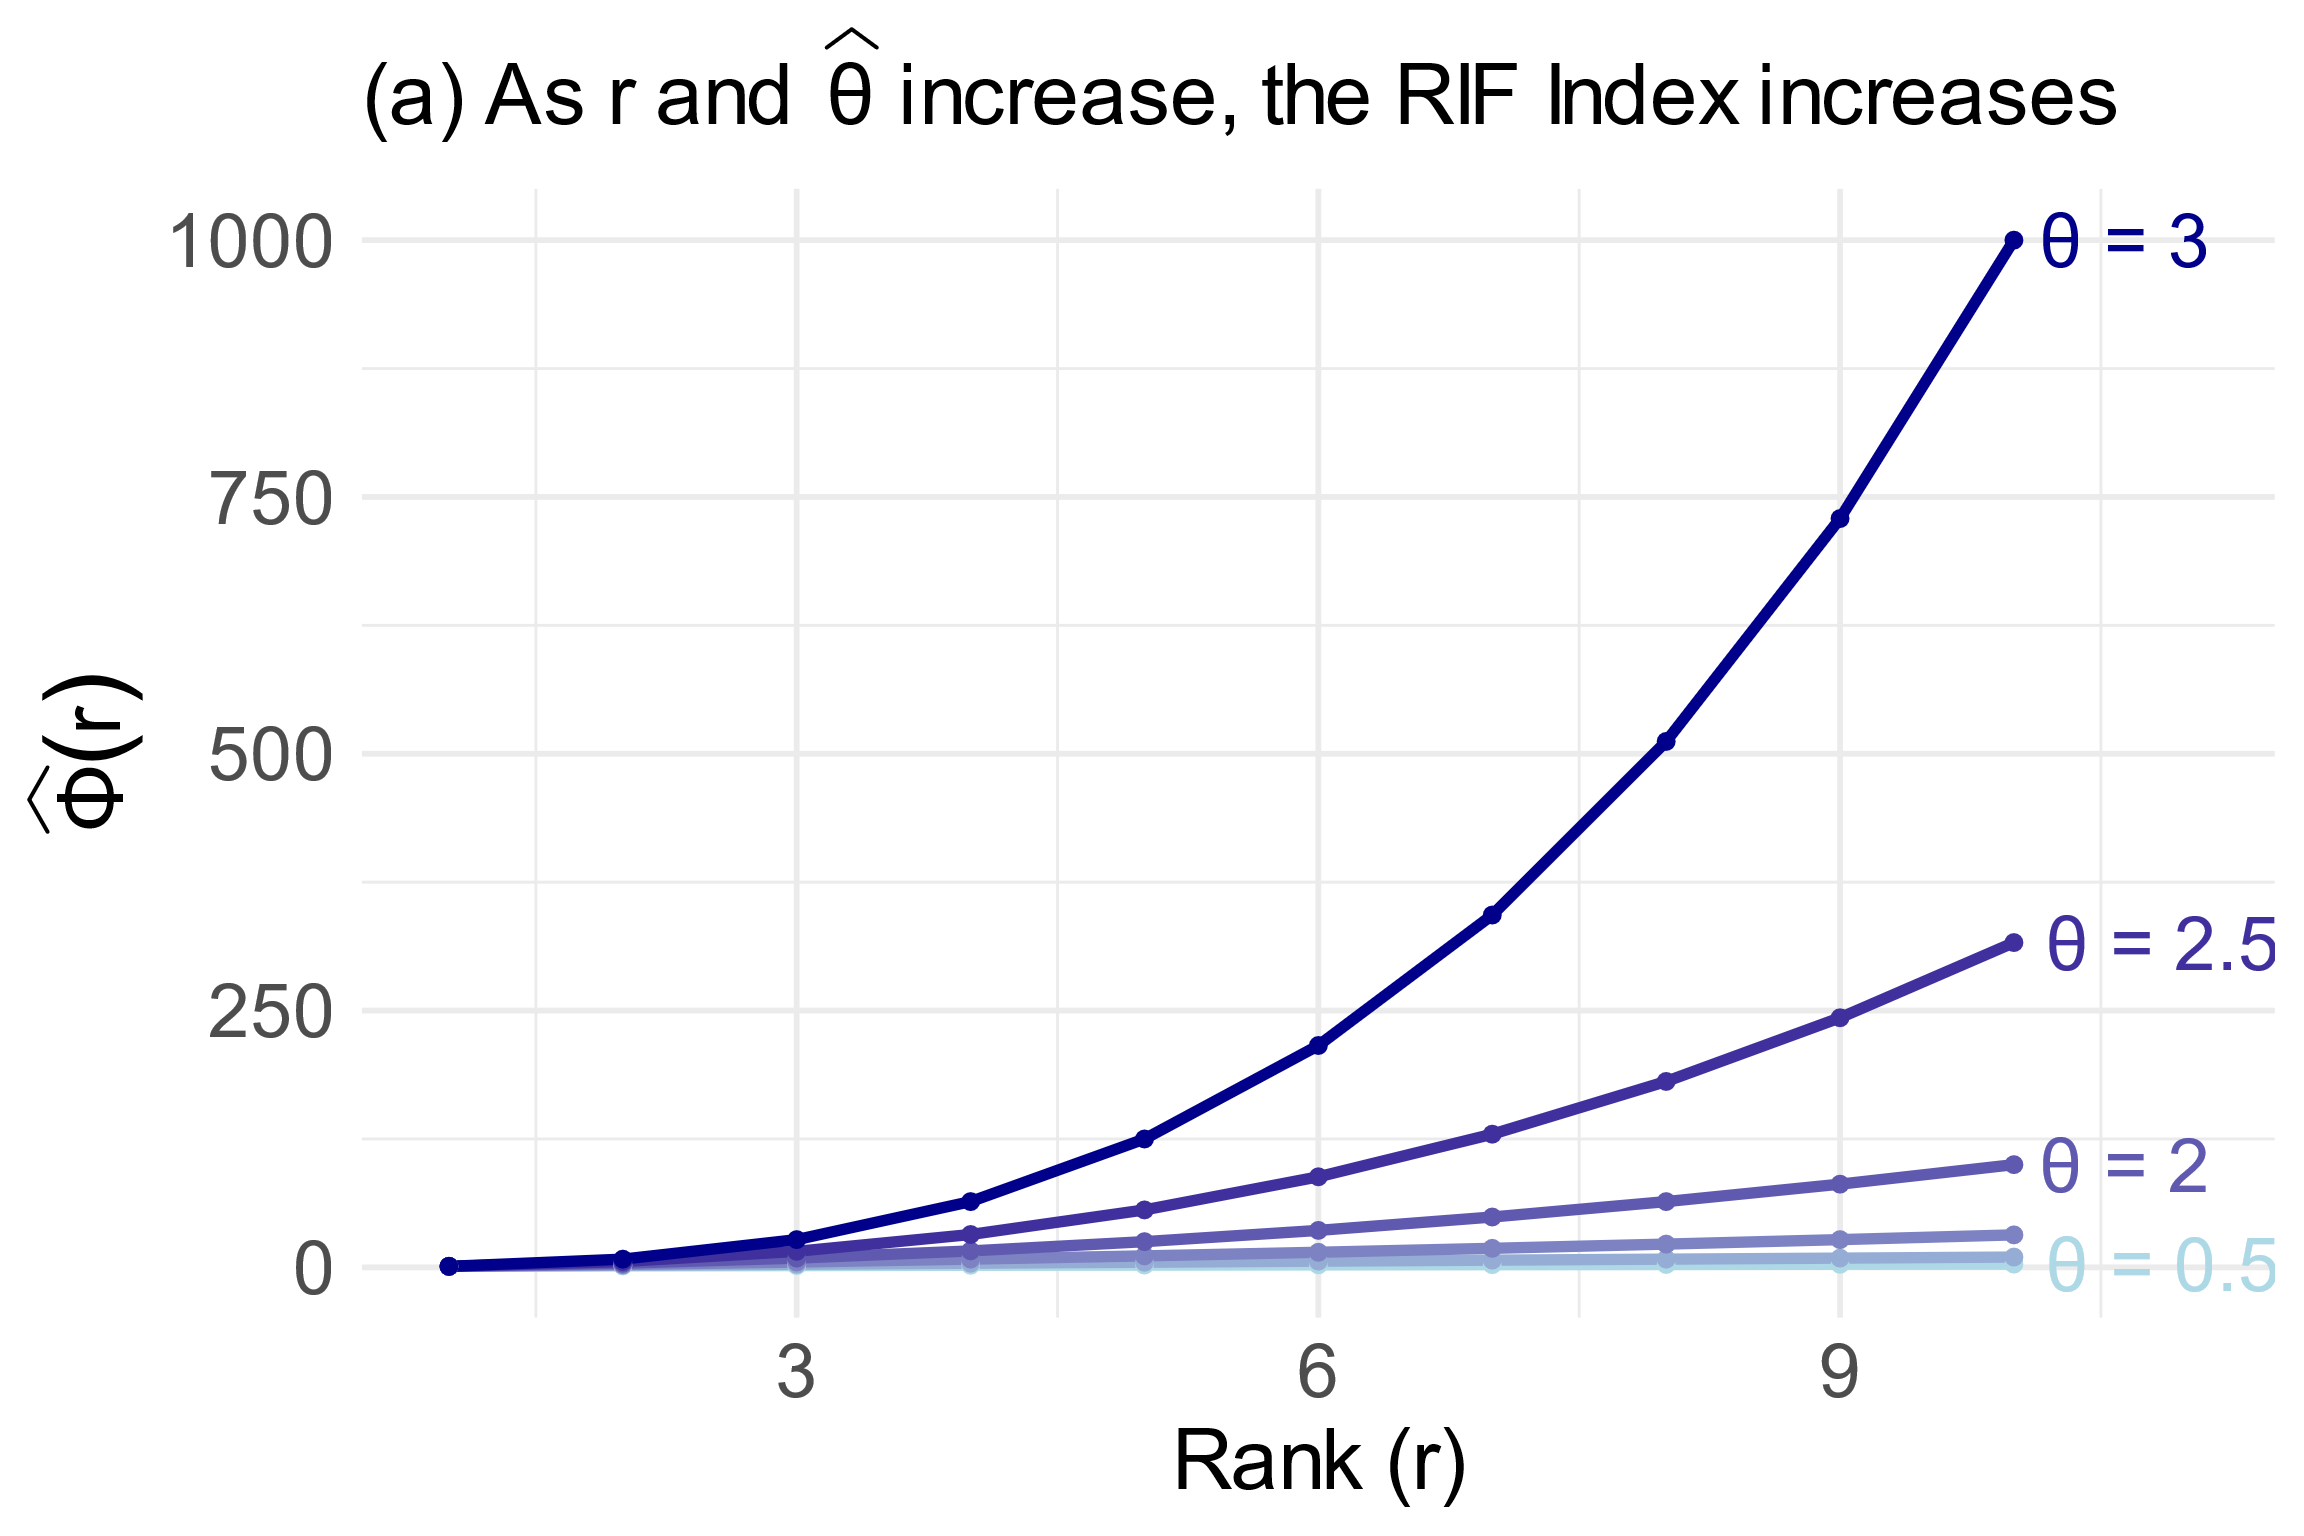 (a) As r and θ̂ increase, the RIF Index increases
1000
750
500
250
0
Φ̂(r)
θ = 3
θ = 2.5
θ = 2
θ = 0.5
3 6 9
Rank (r)